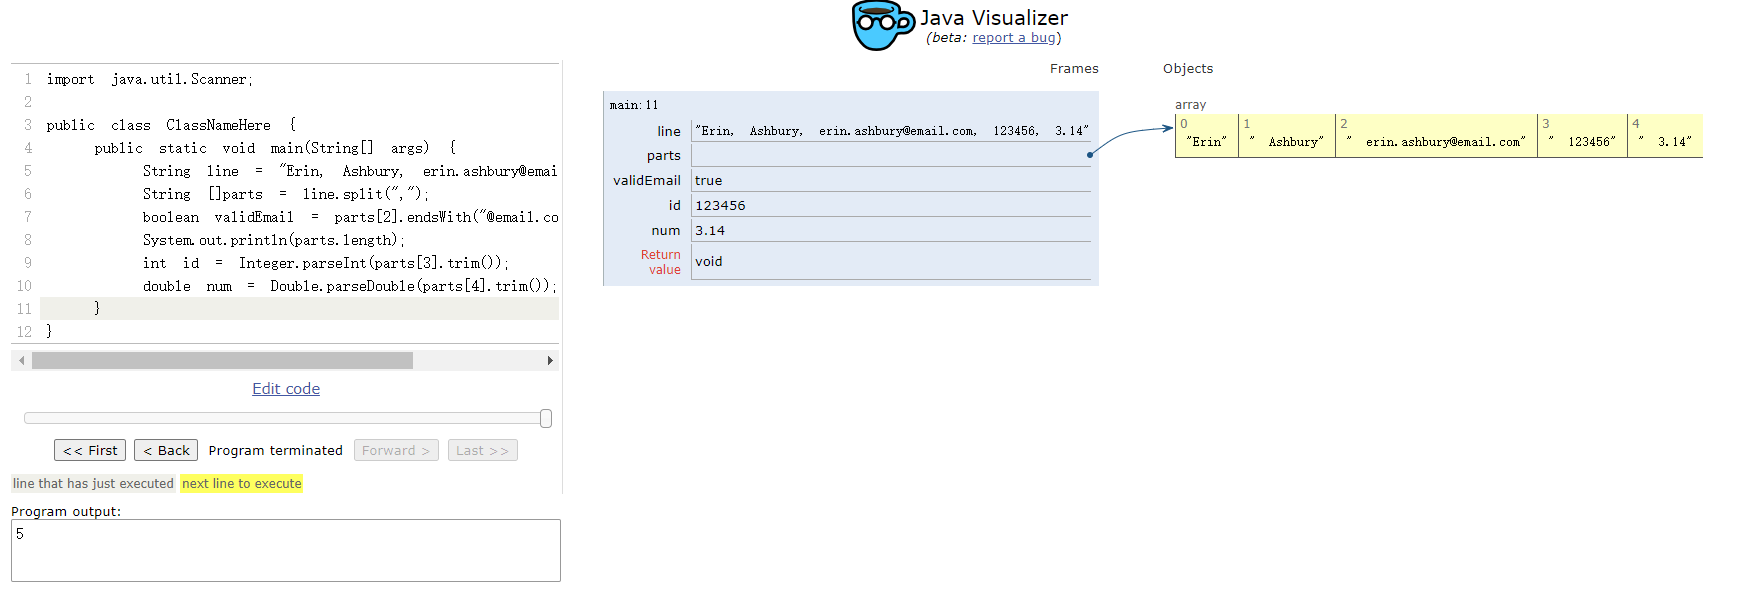 Java Visualizer
(beta: report a bug)
1 import java.util.Scanner;
2
3 public class ClassNameHere {
4 public static void main(String[] args) {
5 String line = "Erin, Ashbury, erin.ashbury@emai
6 String []parts = line.split(",");
7 boolean validEmail = parts[2].endsWith("@email.co
8 System.out.println(parts.length);
9 int id = Integer.parseInt(parts[3].trim());
10 double num = Double.parseDouble(parts[4].trim());
11 }
12 }
Edit code
<< First < Back Program terminated Forward > Last >>
line that has just executed next line to execute
Program output:
5
Frames Objects
main:11
line "Erin, Ashbury, erin.ashbury@email.com, 123456, 3.14"
parts
validEmail true
id 123456
num 3.14
Return
value void
array
0 1 2 3 4
"Erin" " Ashbury" " erin.ashbury@email.com" " 123456" " 3.14"